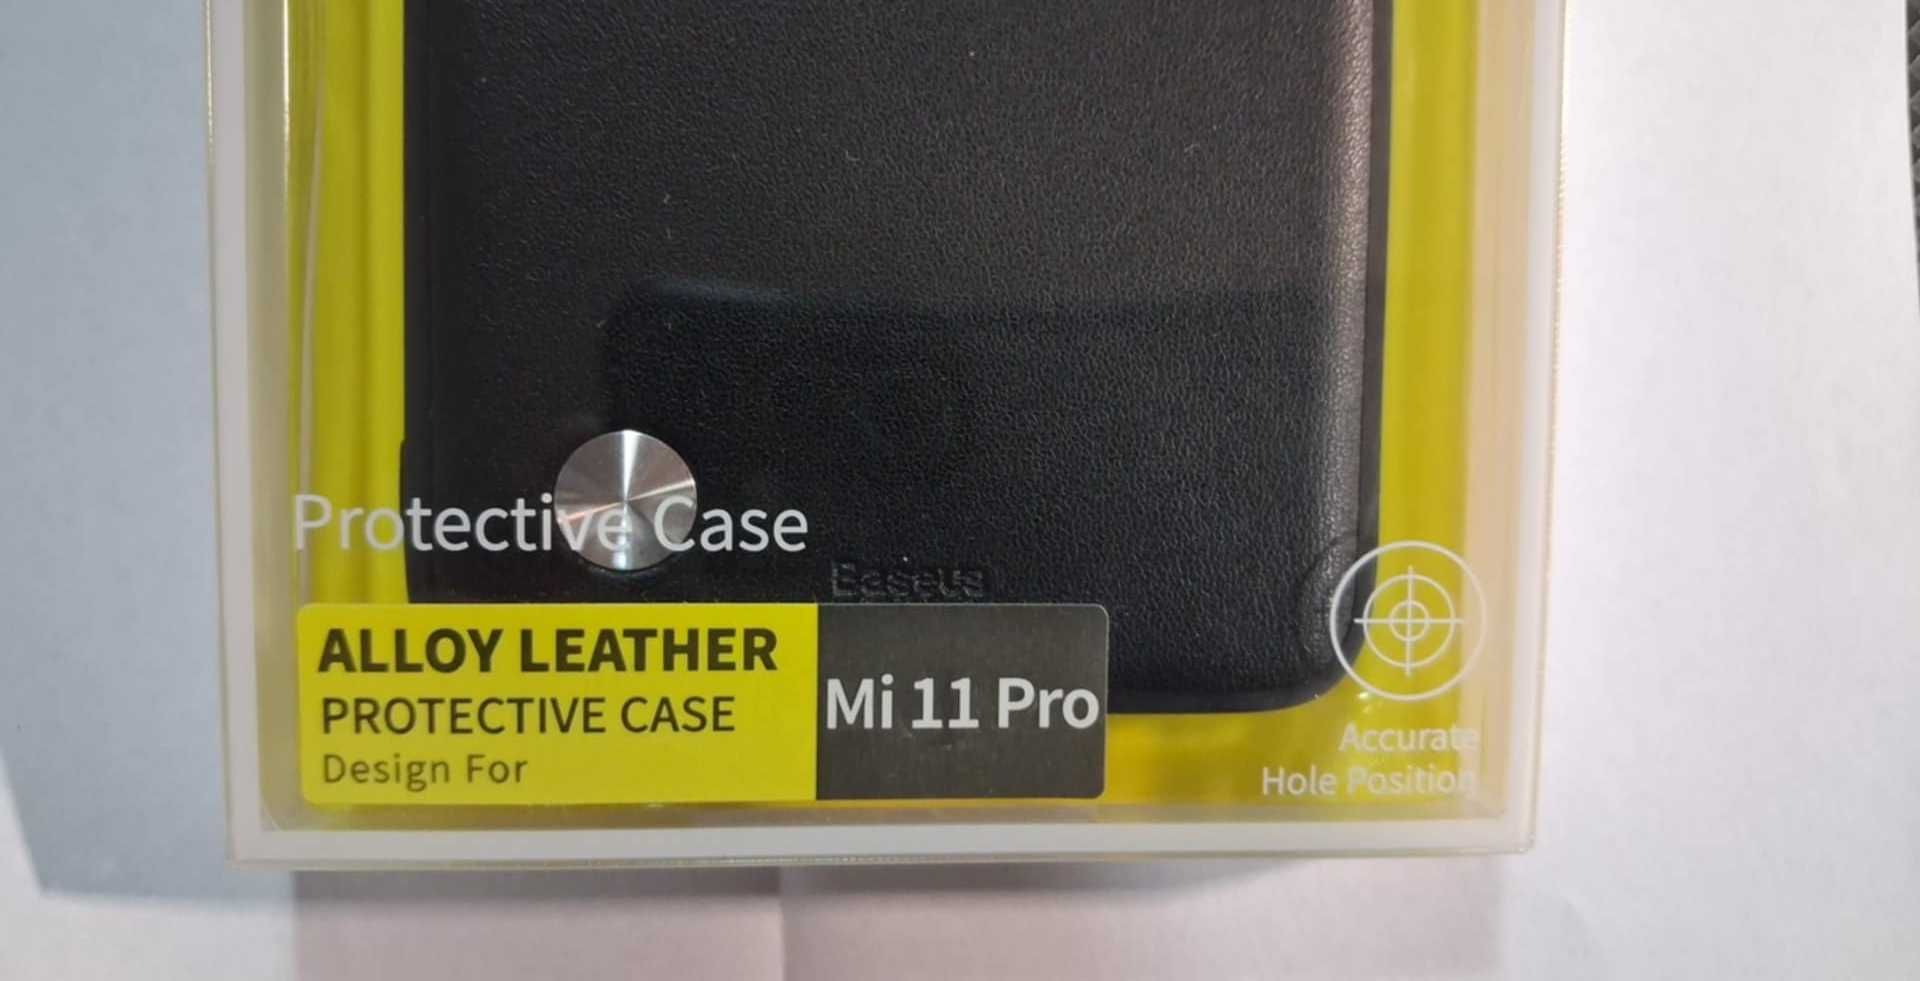 Protective Case
Baseus
ALLOY LEATHER
PROTECTIVE CASE
Design For
Mi 11 Pro
Accurate
Hole Position